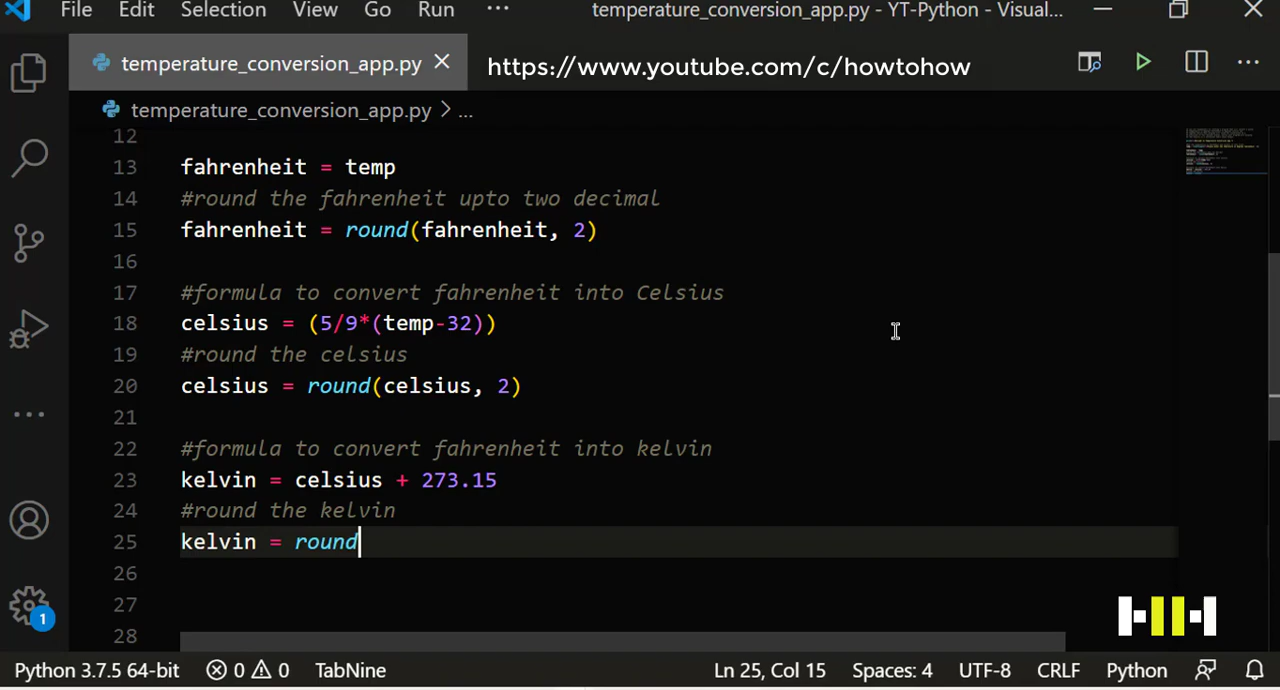 File Edit Selection View Go Run ··· temperature_conversion_app.py - YT-Python - Visual...
temperature_conversion_app.py https://www.youtube.com/c/howtohow
temperature_conversion_app.py > ...
12
13 fahrenheit = temp
14 #round the fahrenheit upto two decimal
15 fahrenheit = round(fahrenheit, 2)
16
17 #formula to convert fahrenheit into Celsius
18 celsius = (5/9*(temp-32))
19 #round the celsius
20 celsius = round(celsius, 2)
21
22 #formula to convert fahrenheit into kelvin
23 kelvin = celsius + 273.15
24 #round the kelvin
25 kelvin = round
26
27
28
1
Python 3.7.5 64-bit 0 0 TabNine Ln 25, Col 15 Spaces: 4 UTF-8 CRLF Python